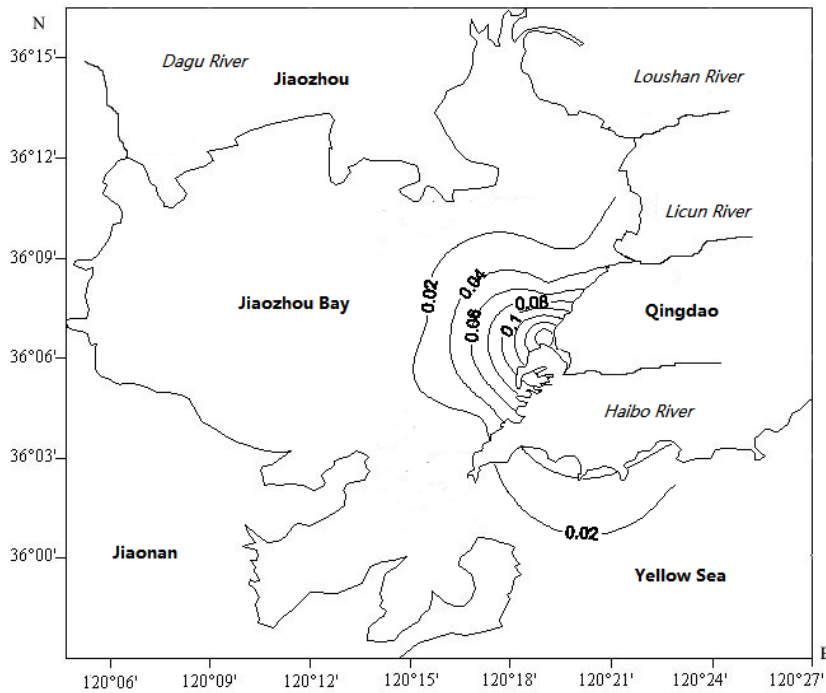 N
36°15'
Dagu River
Jiaozhou
Loushan River
36°12'
Licun River
36°09'
0.02
0.04
0.08
Jiaozhou Bay
0.06
0.1
Qingdao
36°06'
Haibo River
36°03'
0.02
36°00'
Jiaonan
Yellow Sea
E
120°06'
120°09'
120°12'
120°15'
120°18'
120°21'
120°24'
120°27'